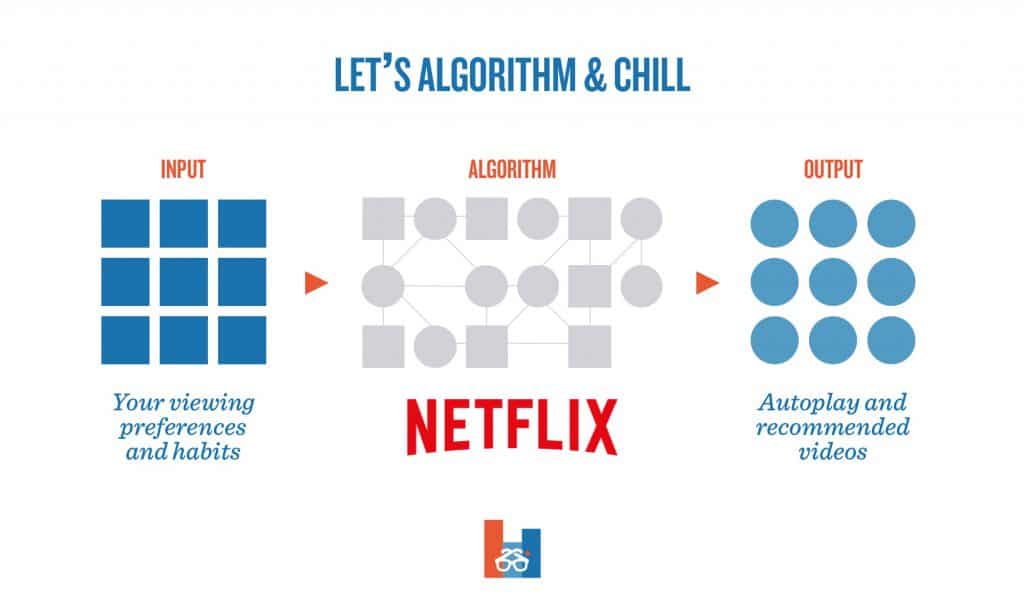 LET'S ALGORITHM & CHILL
INPUT
ALGORITHM
OUTPUT
Your viewing
preferences
and habits
NETFLIX
Autoplay and
recommended
videos